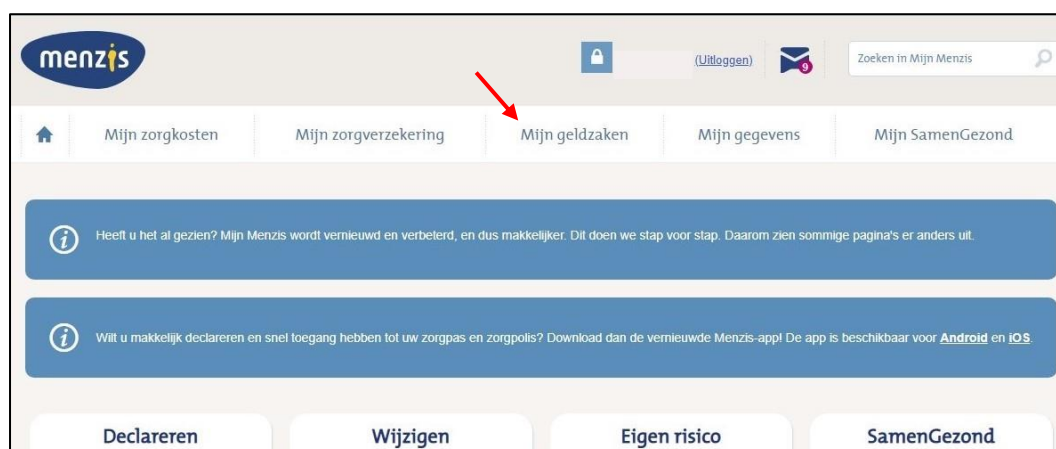 menzis
(Uitloggen)
9
Zoeken in Mijn Menzis
Mijn zorgkosten
Mijn zorgverzekering
Mijn geldzaken
Mijn gegevens
Mijn SamenGezond
i
Heeft u het al gezien? Mijn Menzis wordt vernieuwd en verbeterd, en dus makkelijker. Dit doen we stap voor stap. Daarom zien sommige pagina's er anders uit.
i
Wilt u makkelijk declareren en snel toegang hebben tot uw zorgpas en zorgpolis? Download dan de vernieuwde Menzis-app! De app is beschikbaar voor Android en iOS.
Declareren
Wijzigen
Eigen risico
SamenGezond